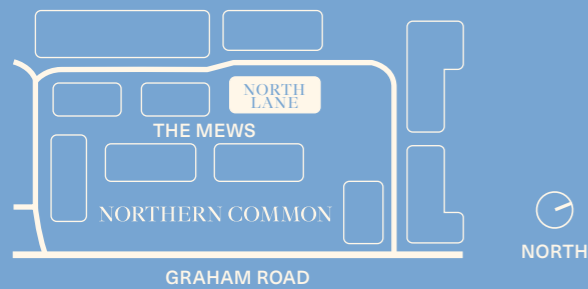 NORTH
LANE
THE MEWS
NORTHERN COMMON
NORTH
GRAHAM ROAD